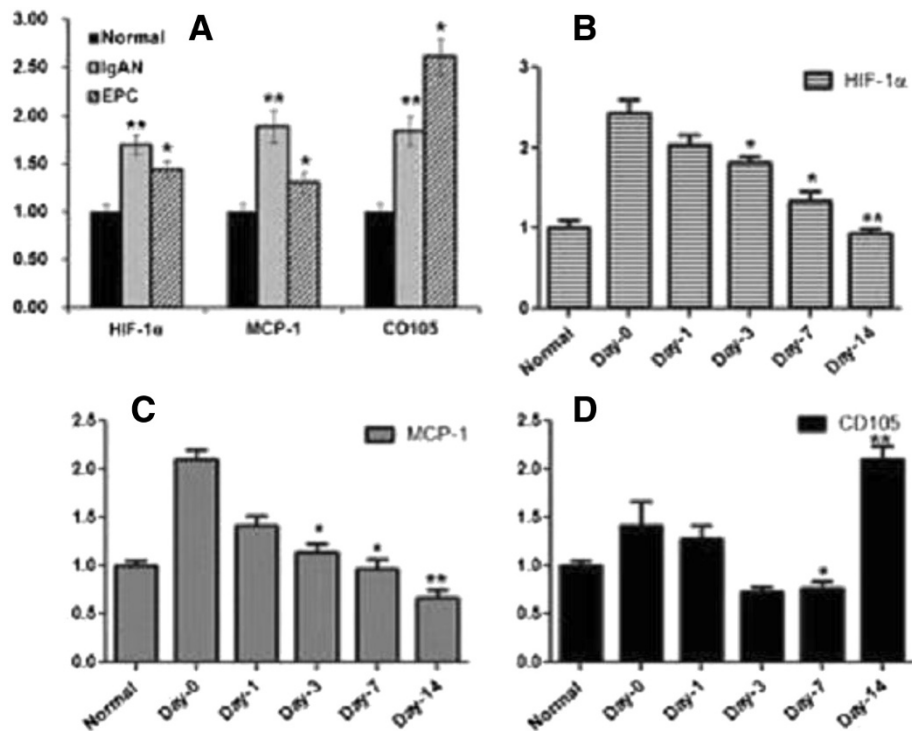 A
3.00
2.50
2.00
1.50
1.00
0.50
0.00
Normal
IgAN
EPC
**
*
**
*
**
*
HIF-1α
MCP-1
CO105
B
3
2
1
0
HIF-1α
*
*
**
Normal
Day-0
Day-1
Day-3
Day-7
Day-14
C
2.5
2.0
1.5
1.0
0.5
0.0
MCP-1
*
*
**
Normal
Day-0
Day-1
Day-3
Day-7
Day-14
D
2.5
2.0
1.5
1.0
0.5
0.0
CD105
*
**
Normal
Day-0
Day-1
Day-3
Day-7
Day-14